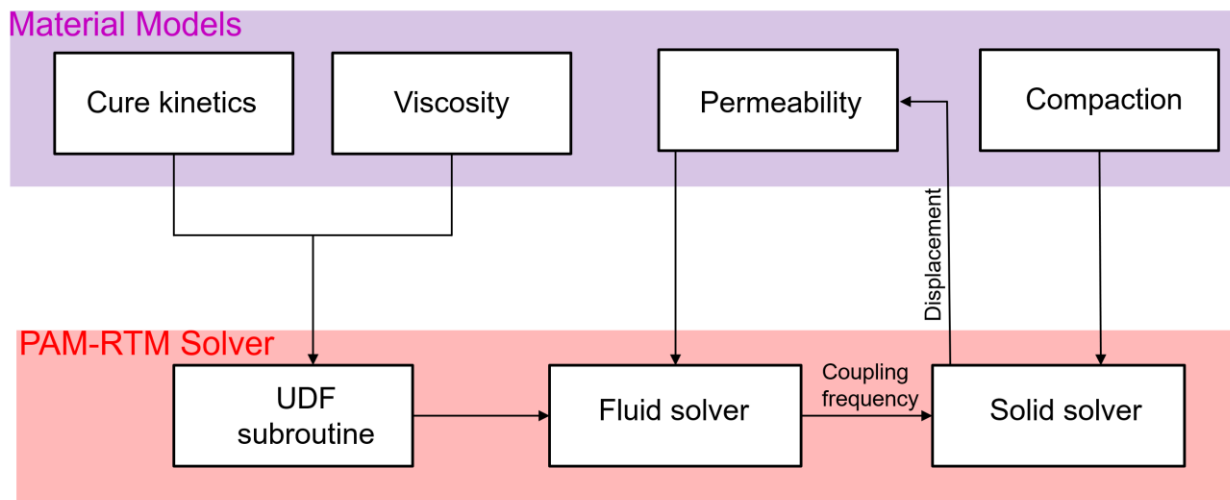 Material Models
Cure kinetics
Viscosity
Permeability
Compaction
Displacement
PAM-RTM Solver
UDF
subroutine
Fluid solver
Coupling
frequency
Solid solver